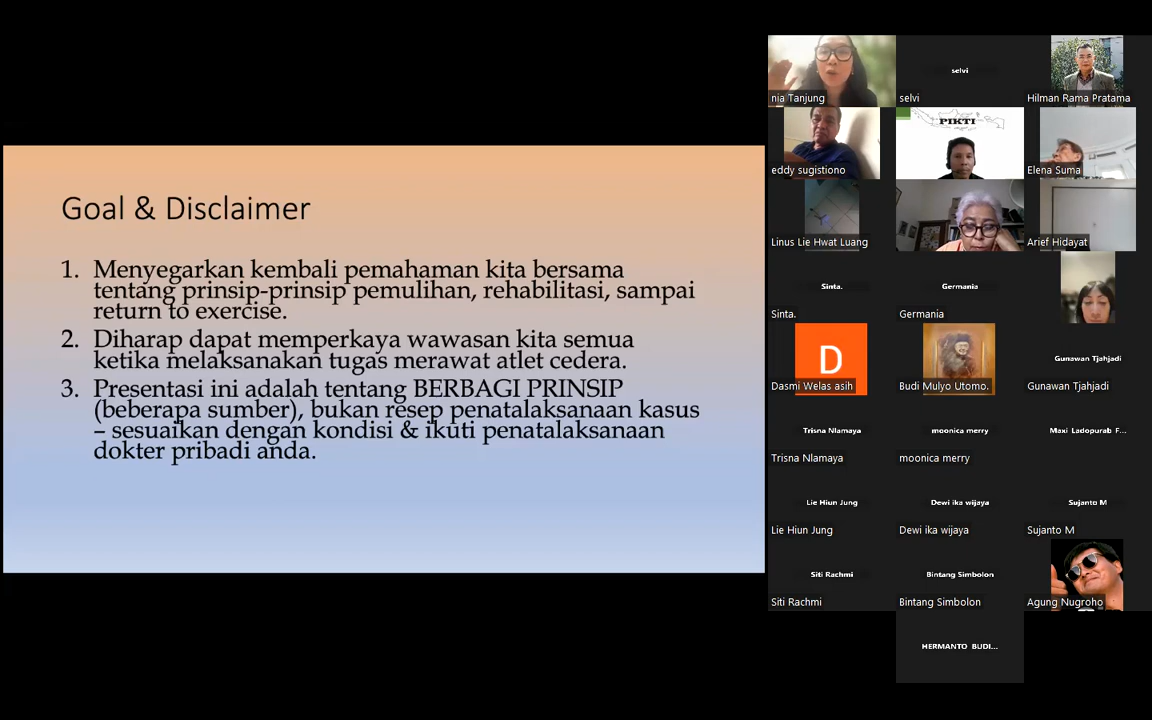 Goal & Disclaimer
1. Menyegarkan kembali pemahaman kita bersama
tentang prinsip-prinsip pemulihan, rehabilitasi, sampai
return to exercise.
2. Diharap dapat memperkaya wawasan kita semua
ketika melaksanakan tugas merawat atlet cedera.
3. Presentasi ini adalah tentang BERBAGI PRINSIP
(beberapa sumber), bukan resep penatalaksanaan kasus
– sesuaikan dengan kondisi & ikuti penatalaksanaan
dokter pribadi anda.
nia Tanjung
selvi
selvi
Hilman Rama Pratama
eddy sugistiono
PIKTI
Elena Suma
Linus Lie Hwat Luang
Arief Hidayat
Sinta.
Sinta.
Germania
Germania
D
Dasmi Welas asih
Budi Mulyo Utomo.
Gunawan Tjahjadi
Gunawan Tjahjadi
Trisna Nlamaya
Trisna Nlamaya
moonica merry
moonica merry
Maxi Ladopurab F...
Lie Hiun Jung
Lie Hiun Jung
Dewi ika wijaya
Dewi ika wijaya
Sujanto M
Sujanto M
Siti Rachmi
Siti Rachmi
Bintang Simbolon
Bintang Simbolon
Agung Nugroho
HERMANTO BUDI...